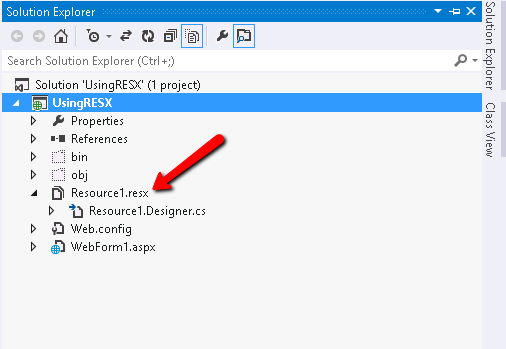 Solution Explorer
Search Solution Explorer (Ctrl+;)
Solution 'UsingRESX' (1 project)
UsingRESX
Properties
References
bin
obj
Resource1.resx
Resource1.Designer.cs
Web.config
WebForm1.aspx
Solution Explorer
Class View